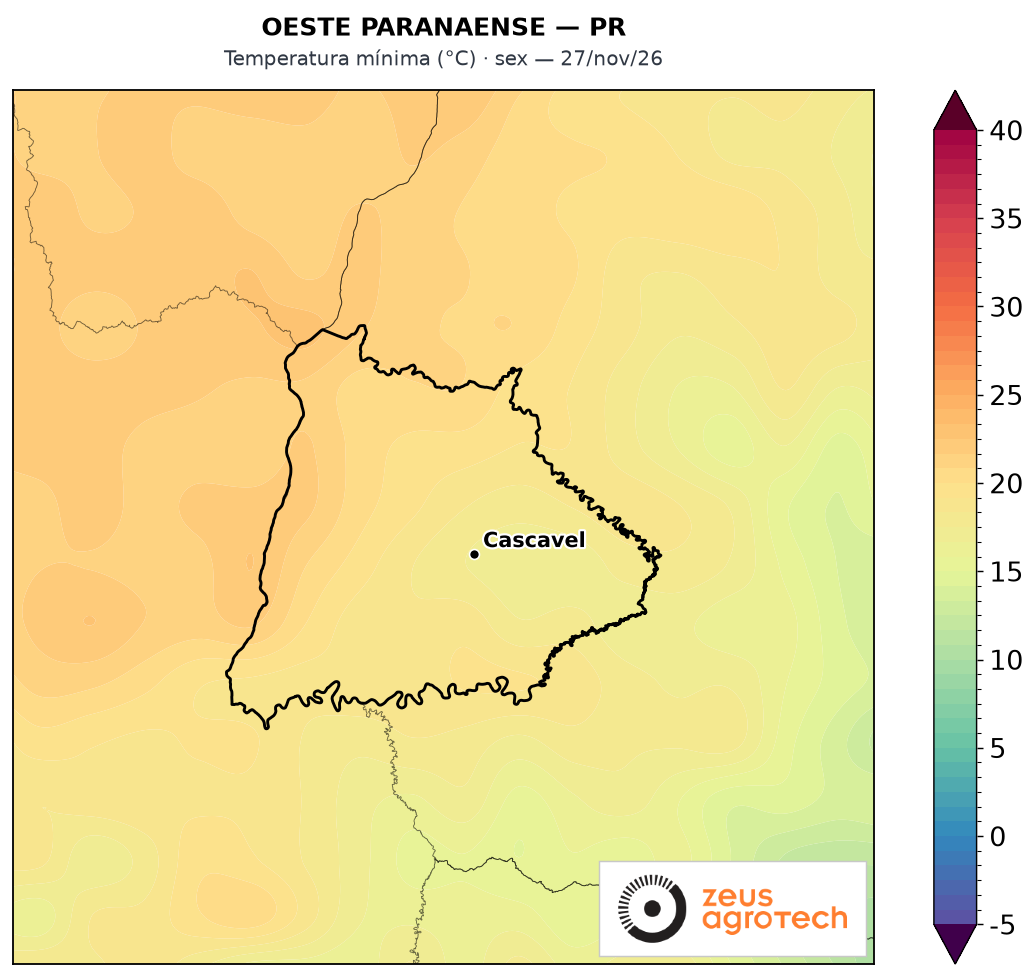 OESTE PARANAENSE — PR
Temperatura mínima (°C) · sex — 27/nov/26
40
35
30
25
20
15
10
5
0
-5
Cascavel
zeus
agrotech